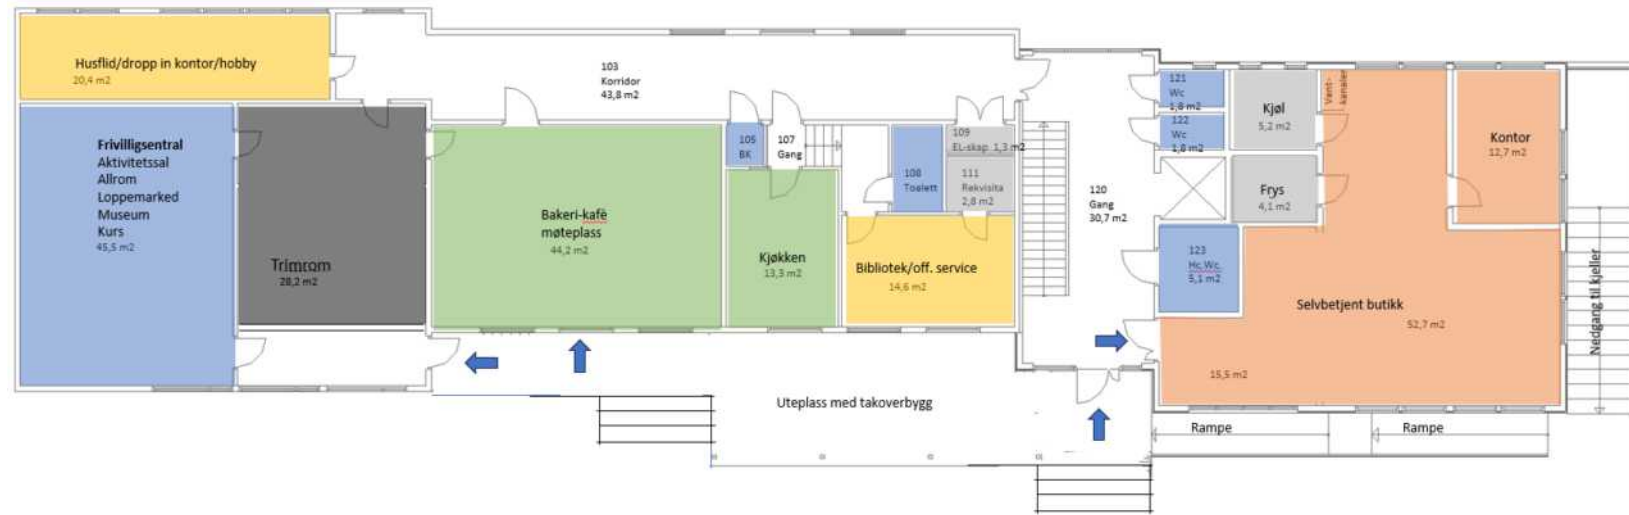 Husflid/dropp in kontor/hobby
20,4 m2
Frivilligsentral
Aktivitetssal
Allrom
Loppemarked
Museum
Kurs
45,5 m2
Trimrom
28,2 m2
103
Korridor
43,8 m2
Bakeri-kafè
møteplass
44,2 m2
105
BK
107
Gang
Kjøkken
13,3 m2
108
Toalett
109
EL-skap 1,3 m2
111
Rekvisita
2,8 m2
Bibliotek/off. service
14,6 m2
120
Gang
30,7 m2
121
Wc
1,8 m2
122
Wc
1,8 m2
123
Hc, Wc,
5,1 m2
Kjøl
5,2 m2
Frys
4,1 m2
Vent-
kanaler
Kontor
12,7 m2
Selvbetjent butikk
52,7 m2
15,5 m2
Nedgang til kjeller
Uteplass med takoverbygg
Rampe
Rampe